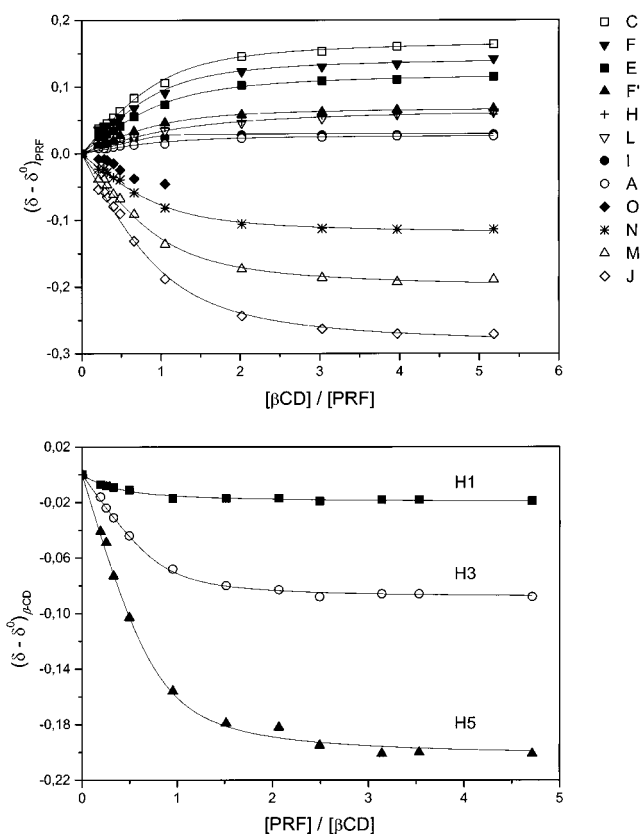 0,2
0,1
0,0
-0,1
-0,2
-0,3
(δ - δ⁰)PRF
0 1 2 3 4 5 6
[βCD] / [PRF]
C
F
E
F'
H
L
I
A
O
N
M
J
0,02
-0,02
-0,06
-0,10
-0,14
-0,18
-0,22
(δ - δ⁰)β-CD
H1
H3
H5
0 1 2 3 4 5
[PRF] / [βCD]